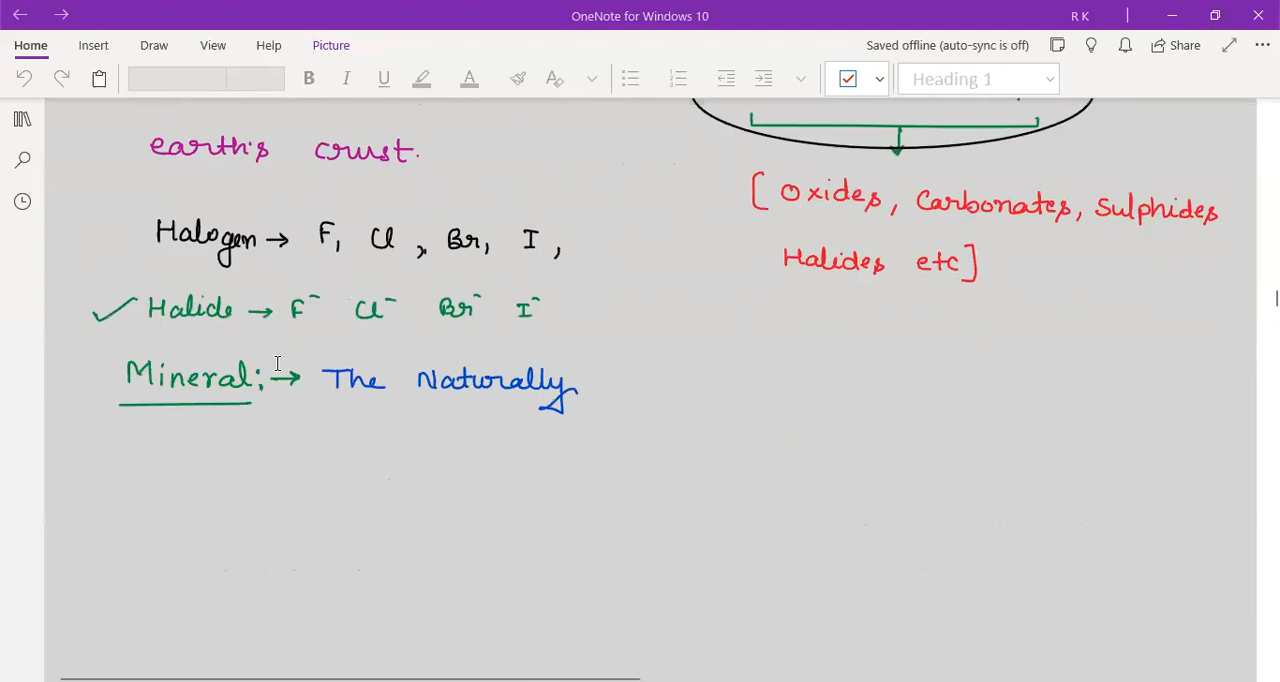 OneNote for Windows 10
R K
Home Insert Draw View Help Picture
Saved offline (auto-sync is off) Share
B I U A Heading 1
earth's crust.
[Oxides, Carbonates, Sulphides
Halides etc]
Halogen → F, Cl, Br, I,
✓ Halide → F⁻ Cl⁻ Br⁻ I⁻
Mineral: → The Naturally